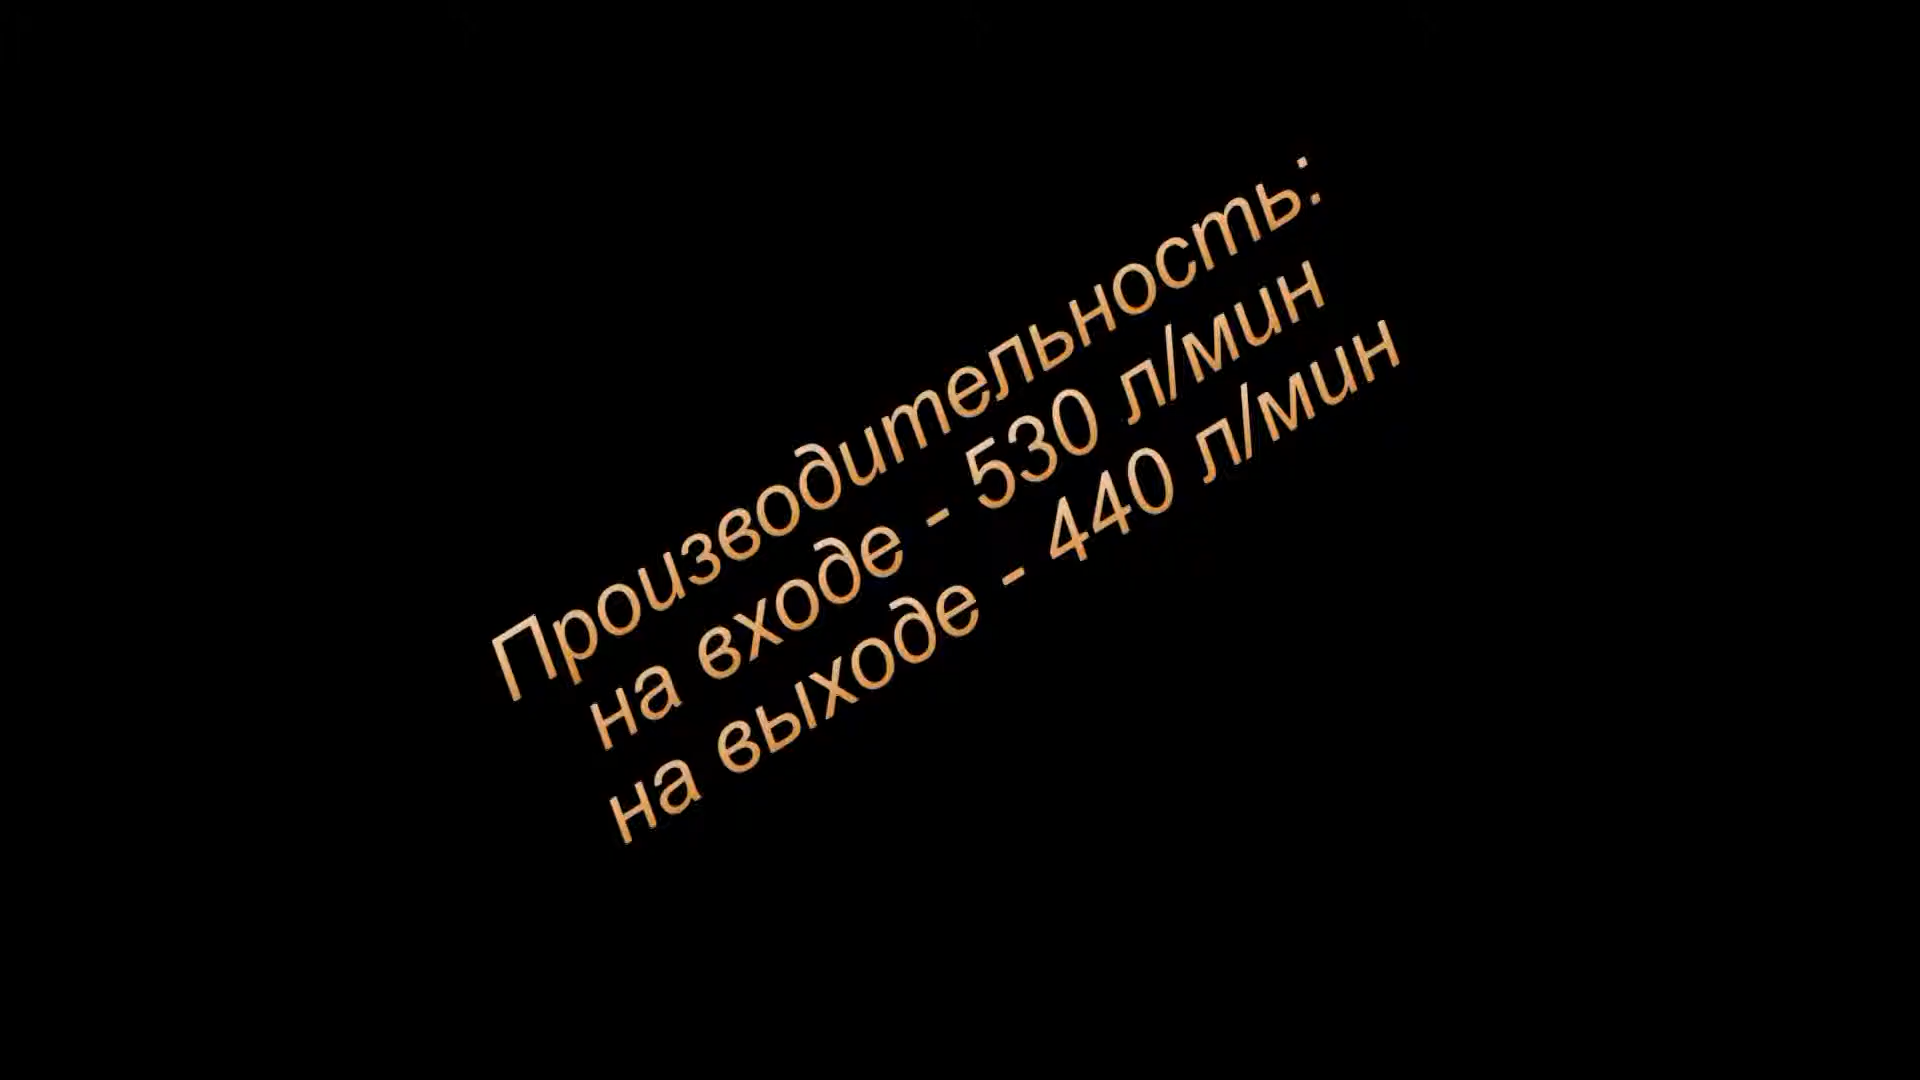 Производительность:
на входе - 530 л/мин
на выходе - 440 л/мин